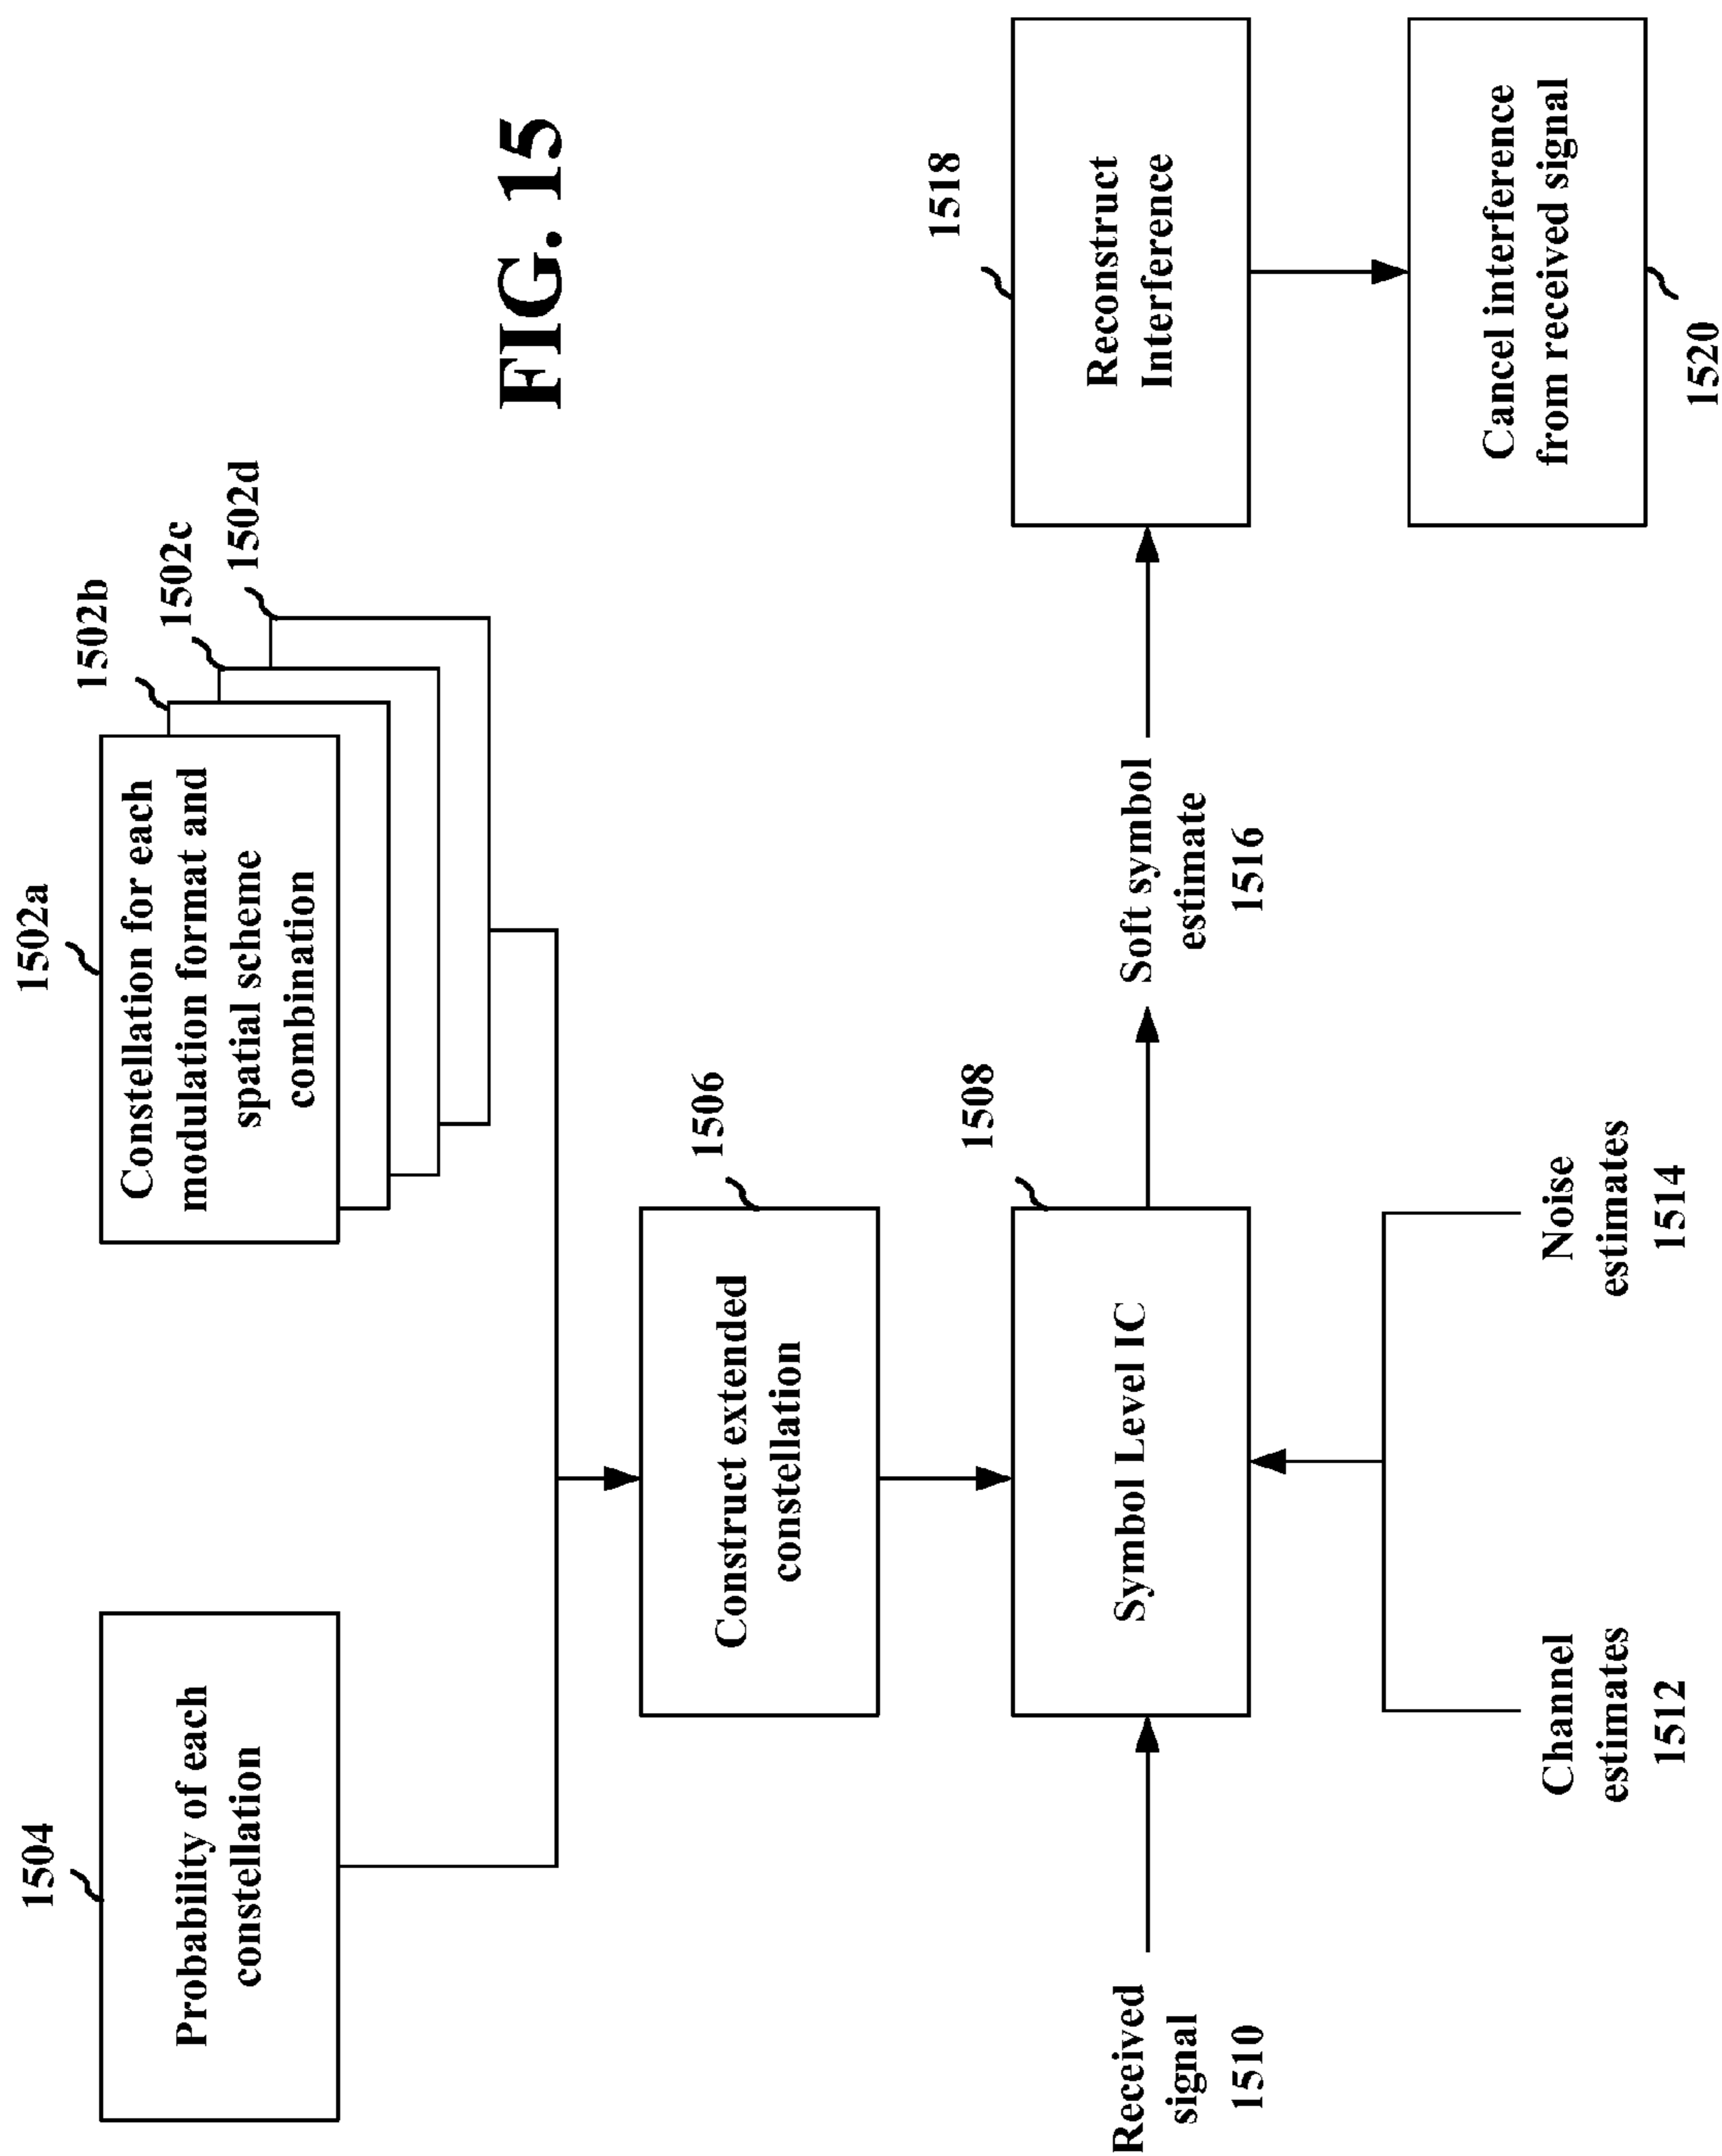 1504
Probability of each
constellation
1502a
1502b
1502c
1502d
Constellation for each
modulation format and
spatial scheme
combination
FIG. 15
1506
Construct extended
constellation
1508
Symbol Level IC
Received
signal
1510
Channel
estimates
1512
Noise
estimates
1514
Soft symbol
estimate
1516
1518
Reconstruct
Interference
Cancel interference
from received signal
1520